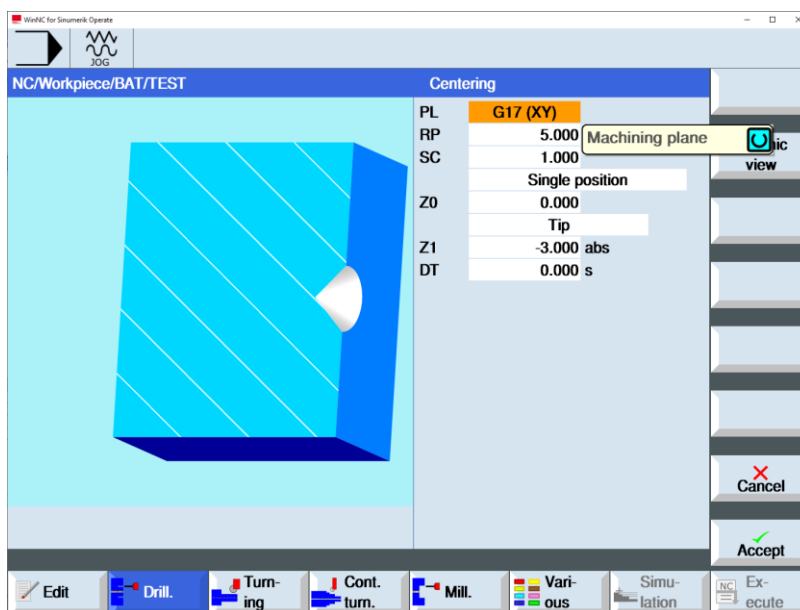 WinNC for Sinumerik Operate
JOG
NC/Workpiece/BAT/TEST
Centering
PL G17 (XY)
RP 5.000
Machining plane
SC 1.000
Single position
Z0 0.000
Tip
Z1 -3.000 abs
DT 0.000 s
ic
view
Cancel
Accept
Edit
Drill.
Turn-
ing
Cont.
turn.
Mill.
Vari-
ous
Simu-
lation
NC
Ex-
ecute